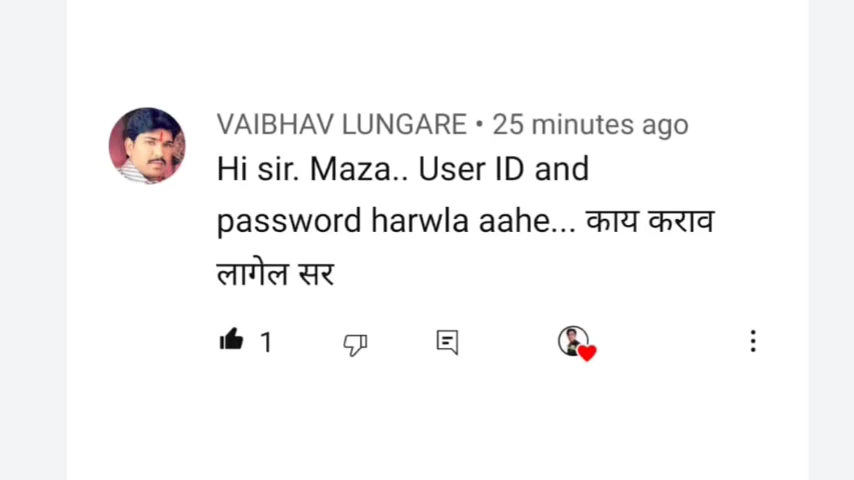 VAIBHAV LUNGARE • 25 minutes ago
Hi sir. Maza.. User ID and
password harwla aahe... काय कराव
लागेल सर
1